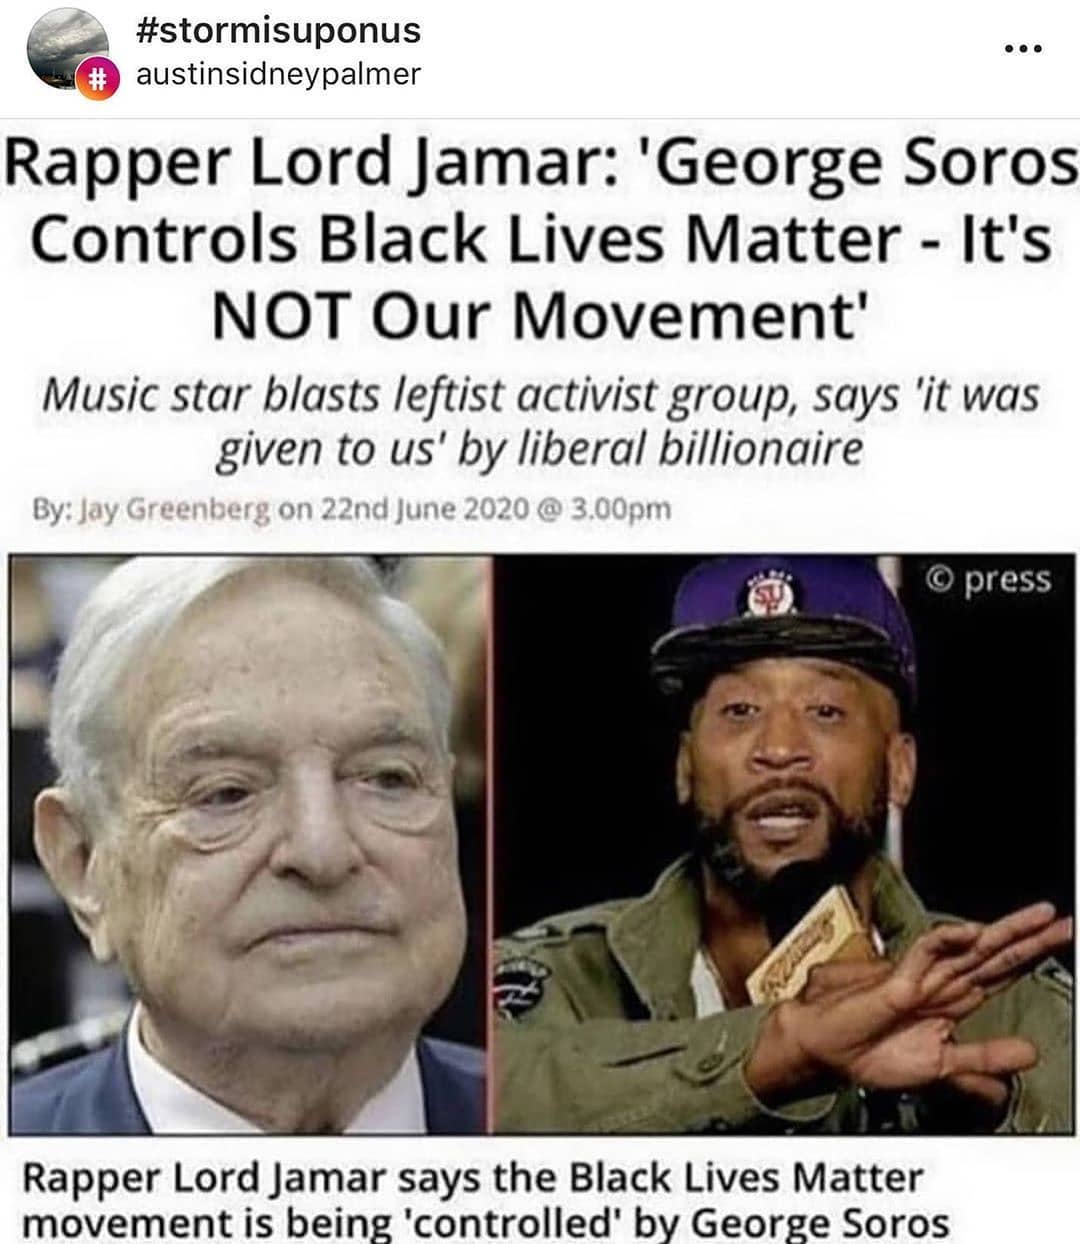 #stormisuponus
#
austinsidneypalmer
Rapper Lord Jamar: 'George Soros
Controls Black Lives Matter - It's
NOT Our Movement'
Music star blasts leftist activist group, says 'it was
given to us' by liberal billionaire
By: Jay Greenberg on 22nd June 2020 @ 3.00pm
© press
SU
Rapper Lord Jamar says the Black Lives Matter
movement is being 'controlled' by George Soros